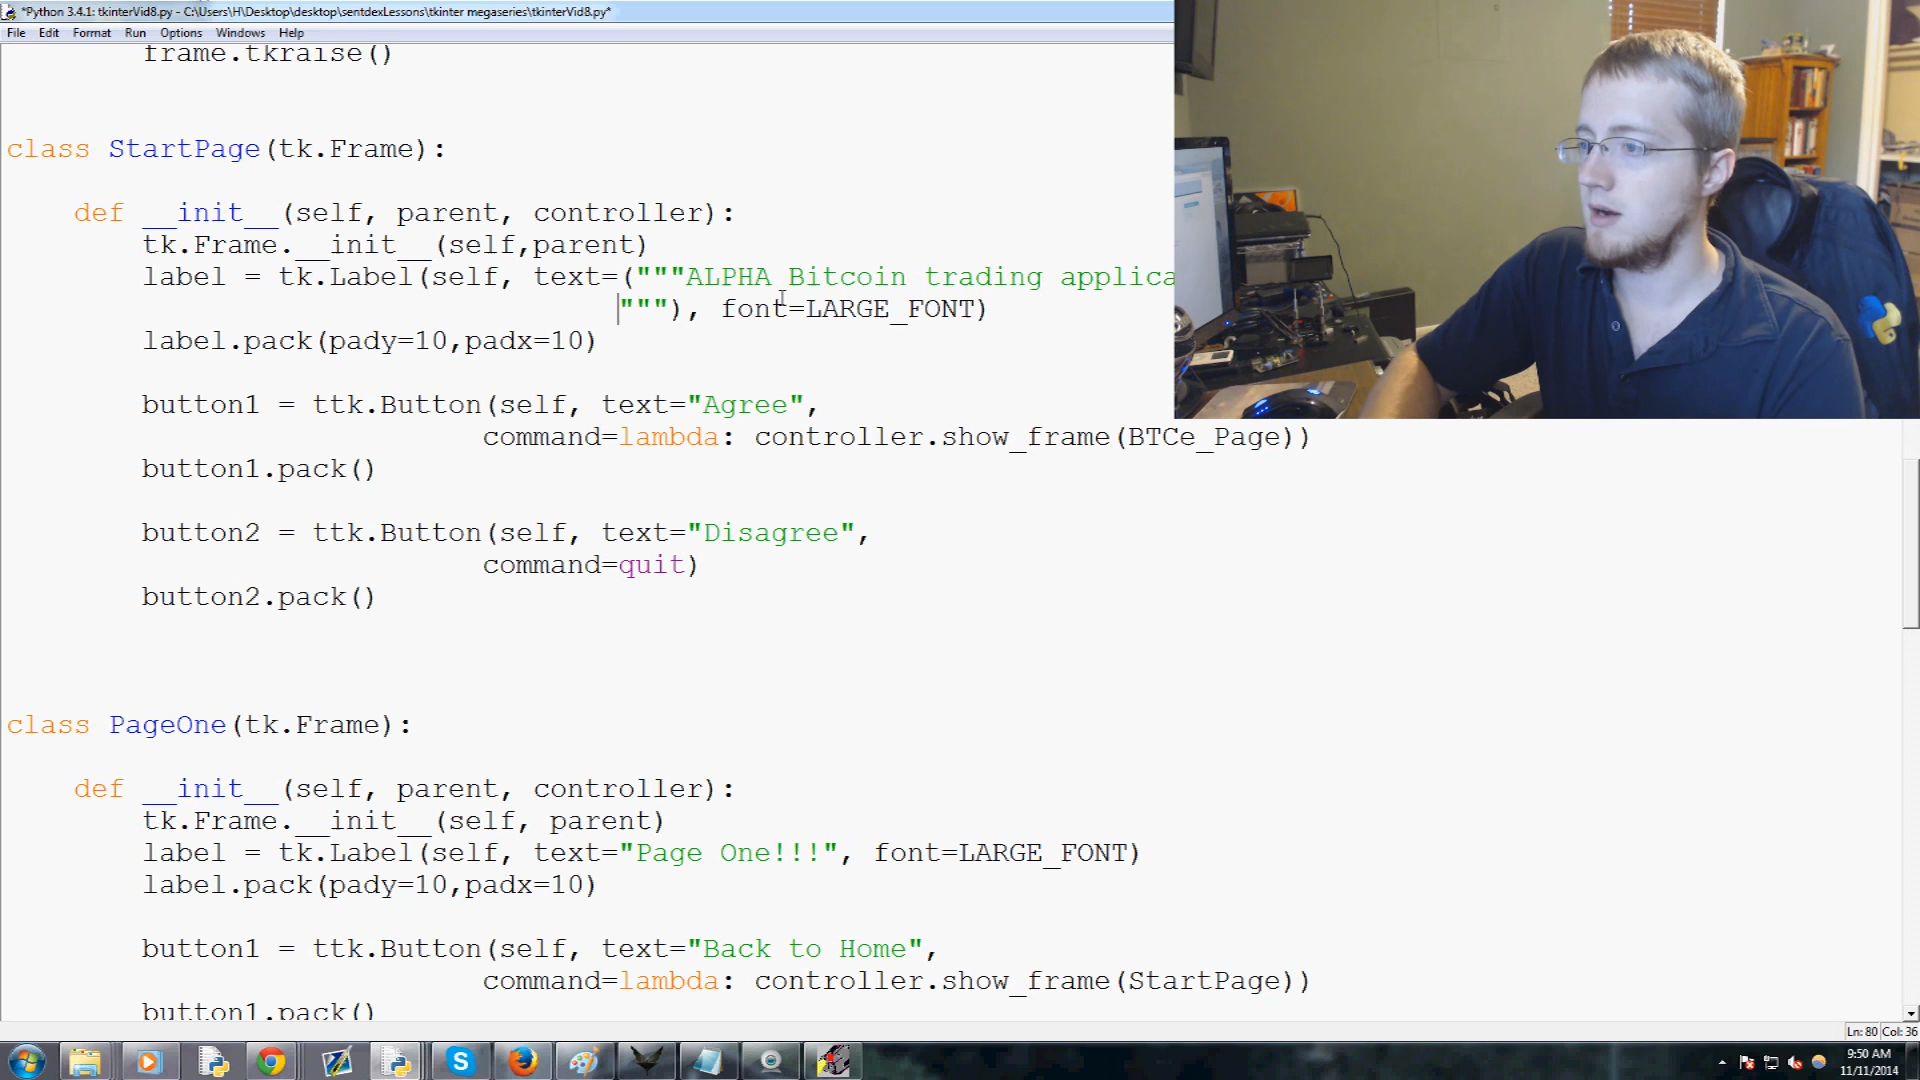 *Python 3.4.1: tkinterVid8.py - C:\Users\H\Desktop\desktop\sentdexLessons\tkinter megaseries\tkinterVid8.py*
File Edit Format Run Options Windows Help
frame.tkraise()
class StartPage(tk.Frame):
def __init__(self, parent, controller):
tk.Frame.__init__(self,parent)
label = tk.Label(self, text=("""ALPHA Bitcoin trading applica
"""), font=LARGE_FONT)
label.pack(pady=10,padx=10)
button1 = ttk.Button(self, text="Agree",
command=lambda: controller.show_frame(BTCe_Page))
button1.pack()
button2 = ttk.Button(self, text="Disagree",
command=quit)
button2.pack()
class PageOne(tk.Frame):
def __init__(self, parent, controller):
tk.Frame.__init__(self, parent)
label = tk.Label(self, text="Page One!!!", font=LARGE_FONT)
label.pack(pady=10,padx=10)
button1 = ttk.Button(self, text="Back to Home",
command=lambda: controller.show_frame(StartPage))
button1.pack()
Ln: 80 Col: 36
9:50 AM
11/11/2014